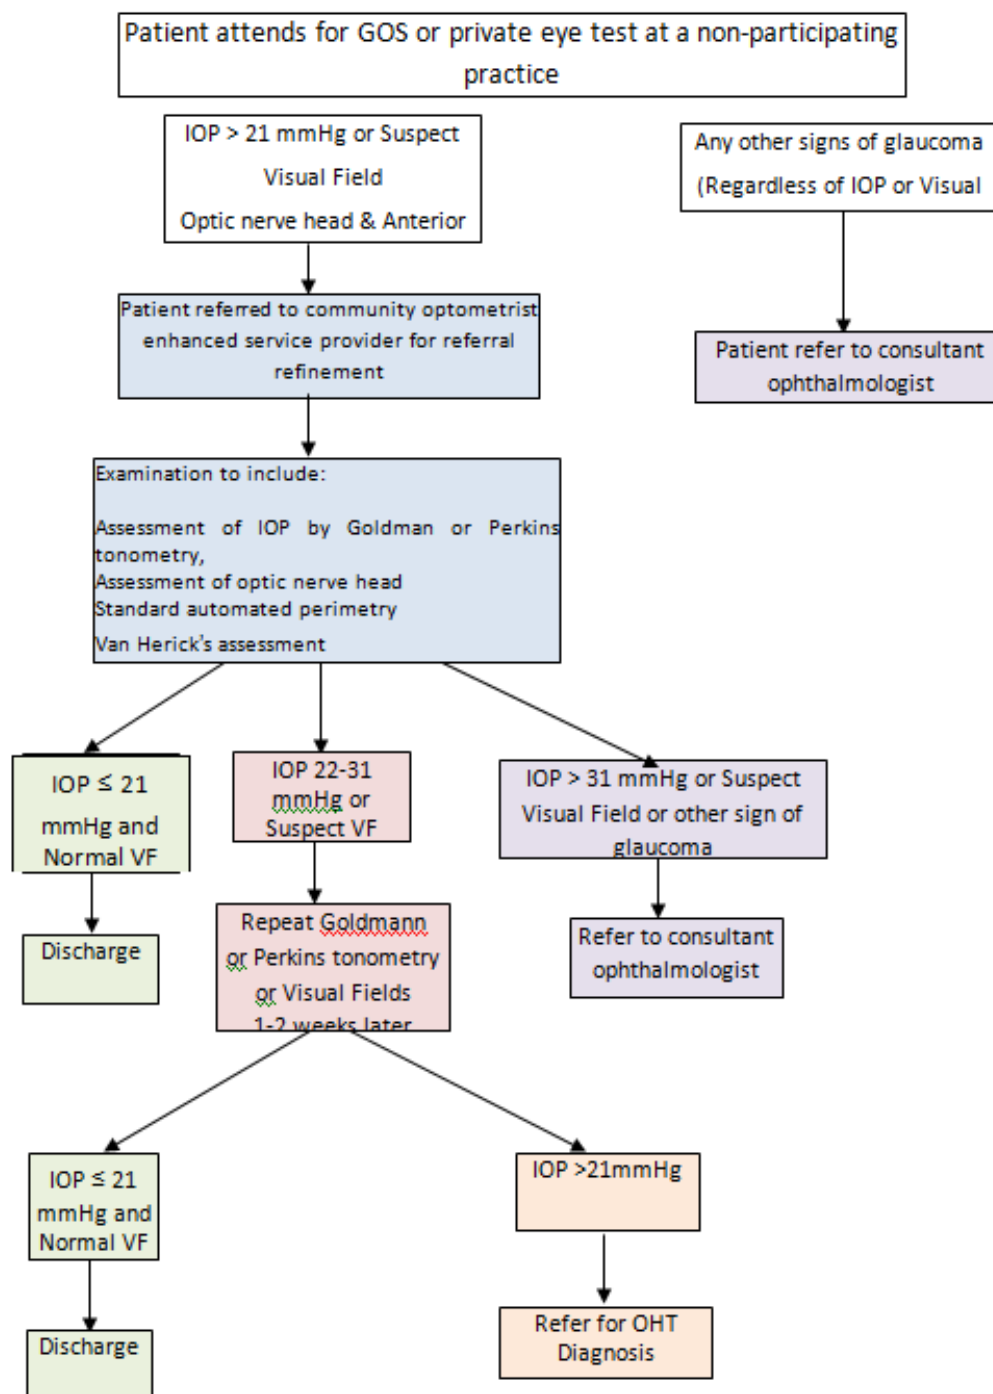 Patient attends for GOS or private eye test at a non-participating
practice
IOP > 21 mmHg or Suspect
Visual Field
Optic nerve head & Anterior
Any other signs of glaucoma
(Regardless of IOP or Visual
Patient referred to community optometrist
enhanced service provider for referral
refinement
Patient refer to consultant
ophthalmologist
Examination to include:
Assessment of IOP by Goldman or Perkins
tonometry,
Assessment of optic nerve head
Standard automated perimetry
Van Herick's assessment
IOP ≤ 21
mmHg and
Normal VF
IOP 22-31
mmHg or
Suspect VF
IOP > 31 mmHg or Suspect
Visual Field or other sign of
glaucoma
Discharge
Repeat Goldmann
or Perkins tonometry
or Visual Fields
1-2 weeks later
Refer to consultant
ophthalmologist
IOP ≤ 21
mmHg and
Normal VF
IOP >21mmHg
Discharge
Refer for OHT
Diagnosis